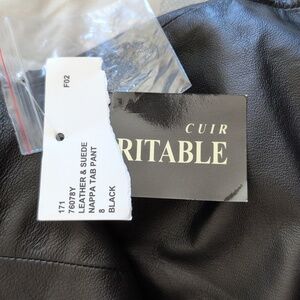 F02
171
76078Y
LEATHER & SUEDE
NAPPA TAB PANT
8
BLACK
CUIR
RITABLE